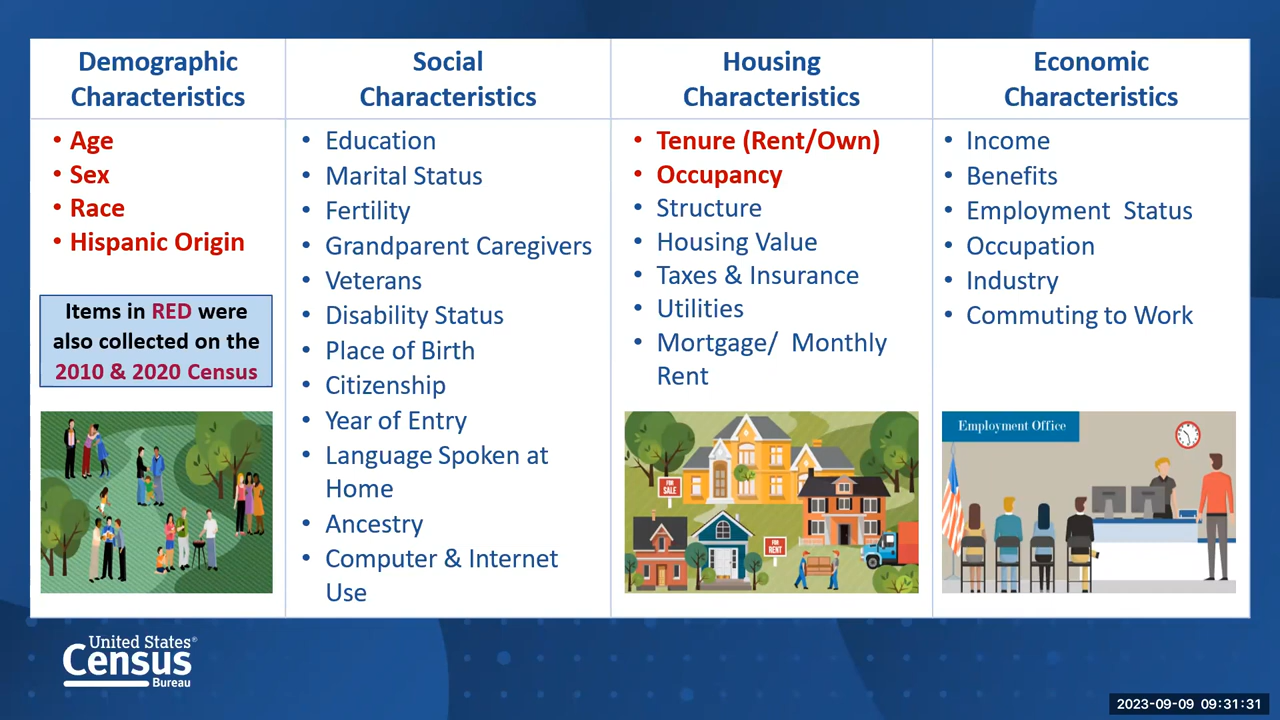 Demographic
Characteristics
• Age
• Sex
• Race
• Hispanic Origin
Items in RED were
also collected on the
2010 & 2020 Census
Social
Characteristics
• Education
• Marital Status
• Fertility
• Grandparent Caregivers
• Veterans
• Disability Status
• Place of Birth
• Citizenship
• Year of Entry
• Language Spoken at
Home
• Ancestry
• Computer & Internet
Use
Housing
Characteristics
• Tenure (Rent/Own)
• Occupancy
• Structure
• Housing Value
• Taxes & Insurance
• Utilities
• Mortgage/ Monthly
Rent
FOR
SALE
FOR
RENT
Economic
Characteristics
• Income
• Benefits
• Employment Status
• Occupation
• Industry
• Commuting to Work
Employment Office
United States®
Census
Bureau
2023-09-09 09:31:31